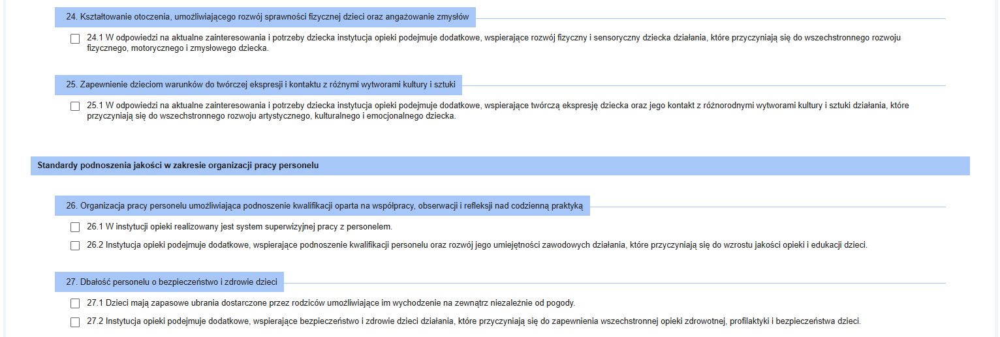 24. Kształtowanie otoczenia, umożliwiającego rozwój sprawności fizycznej dzieci oraz angażowanie zmysłów
24.1 W odpowiedzi na aktualne zainteresowania i potrzeby dziecka instytucja opieki podejmuje dodatkowe, wspierające rozwój fizyczny i sensoryczny dziecka działania, które przyczyniają się do wszechstronnego rozwoju
fizycznego, motorycznego i zmysłowego dziecka.
25. Zapewnienie dzieciom warunków do twórczej ekspresji i kontaktu z różnymi wytworami kultury i sztuki
25.1 W odpowiedzi na aktualne zainteresowania i potrzeby dziecka instytucja opieki podejmuje dodatkowe, wspierające twórczą ekspresję dziecka oraz jego kontakt z różnorodnymi wytworami kultury i sztuki działania, które
przyczyniają się do wszechstronnego rozwoju artystycznego, kulturalnego i emocjonalnego dziecka.
Standardy podnoszenia jakości w zakresie organizacji pracy personelu
26. Organizacja pracy personelu umożliwiająca podnoszenie kwalifikacji oparta na współpracy, obserwacji i refleksji nad codzienną praktyką
26.1 W instytucji opieki realizowany jest system superwizyjnej pracy z personelem.
26.2 Instytucja opieki podejmuje dodatkowe, wspierające podnoszenie kwalifikacji personelu oraz rozwój jego umiejętności zawodowych działania, które przyczyniają się do wzrostu jakości opieki i edukacji dzieci.
27. Dbałość personelu o bezpieczeństwo i zdrowie dzieci
27.1 Dzieci mają zapasowe ubrania dostarczone przez rodziców umożliwiające im wychodzenie na zewnątrz niezależnie od pogody.
27.2 Instytucja opieki podejmuje dodatkowe, wspierające bezpieczeństwo i zdrowie dzieci działania, które przyczyniają się do zapewnienia wszechstronnej opieki zdrowotnej, profilaktyki i bezpieczeństwa dzieci.